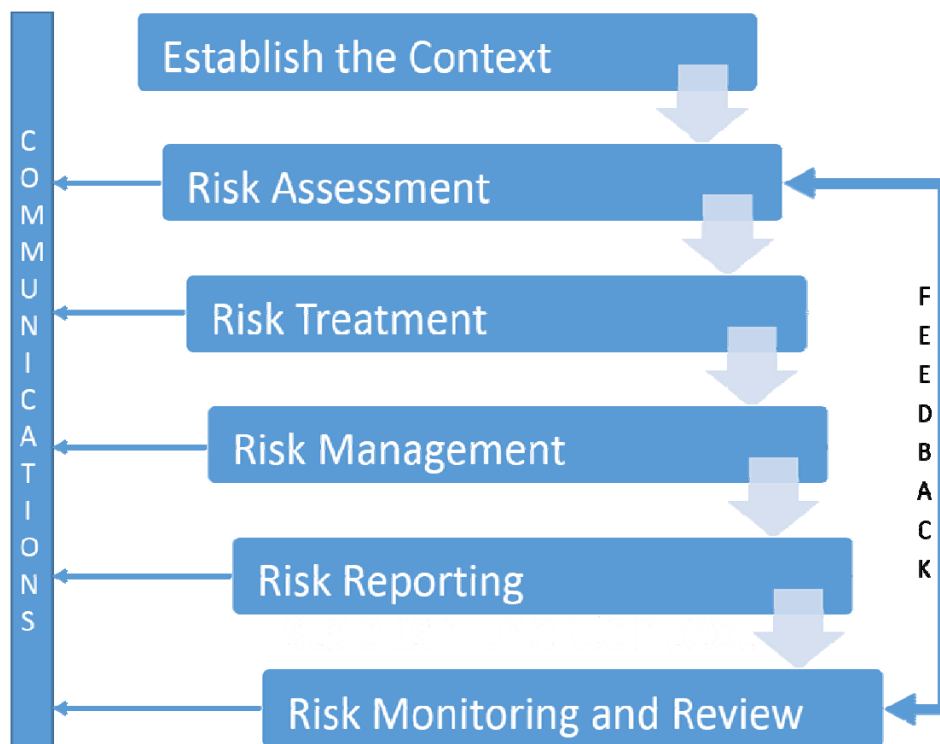 COMMUNICATIONS
Establish the Context
Risk Assessment
Risk Treatment
Risk Management
Risk Reporting
Risk Monitoring and Review
FEEDBACK